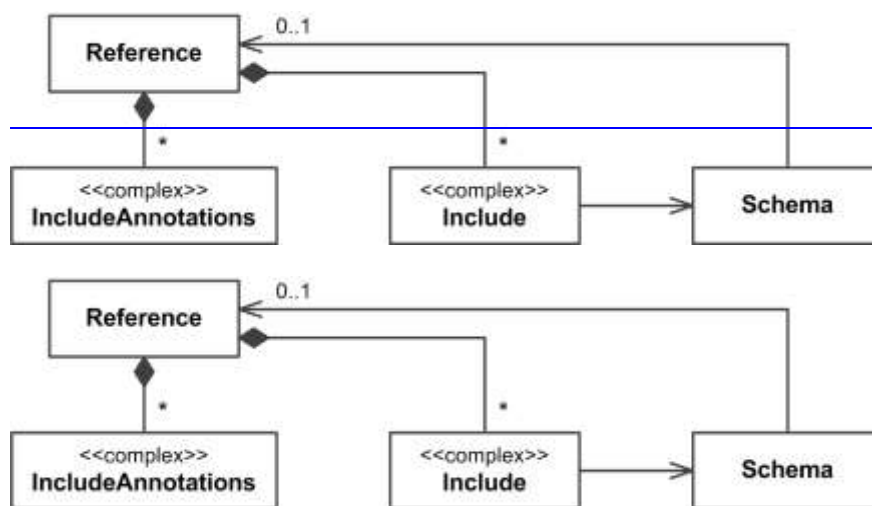 Reference
0..1
*
*
<<complex>>
IncludeAnnotations
<<complex>>
Include
Schema
Reference
0..1
*
*
<<complex>>
IncludeAnnotations
<<complex>>
Include
Schema